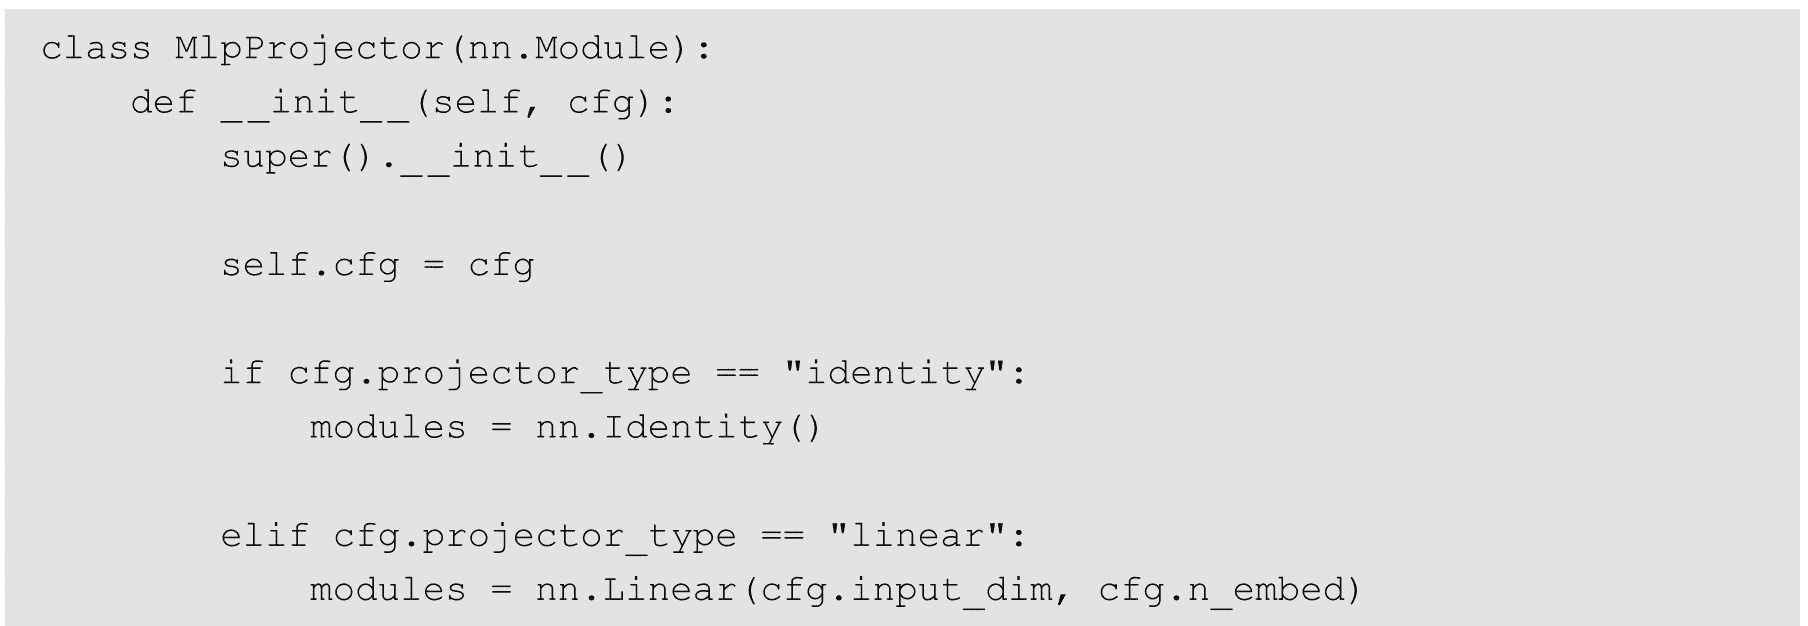 class MlpProjector(nn.Module):
    def __init__(self, cfg):
        super().__init__()

        self.cfg = cfg

        if cfg.projector_type == "identity":
            modules = nn.Identity()

        elif cfg.projector_type == "linear":
            modules = nn.Linear(cfg.input_dim, cfg.n_embed)